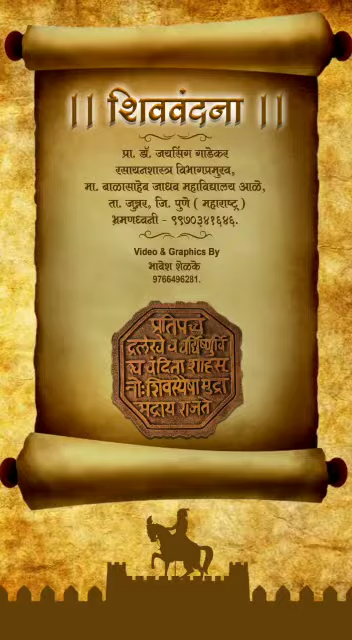 || शिववंदना ||
प्रा. डॉ. जयसिंग गाडेकर
रसायनशास्त्र विभागप्रमुख,
मा. बाळासाहेब जाधव महाविद्यालय आळे,
ता. जुन्नर, जि. पुणे ( महाराष्ट्र )
भ्रमणध्वनी - ९९७०३४१६४६.
Video & Graphics By
भावेश शेळके
9766496281.
प्रतिपच्चं
द्रलेखेव वर्धिष्णुर्वि
श्व वंदिता शाहसू
नोः शिवस्यैषा मुद्रा
भद्राय राजते